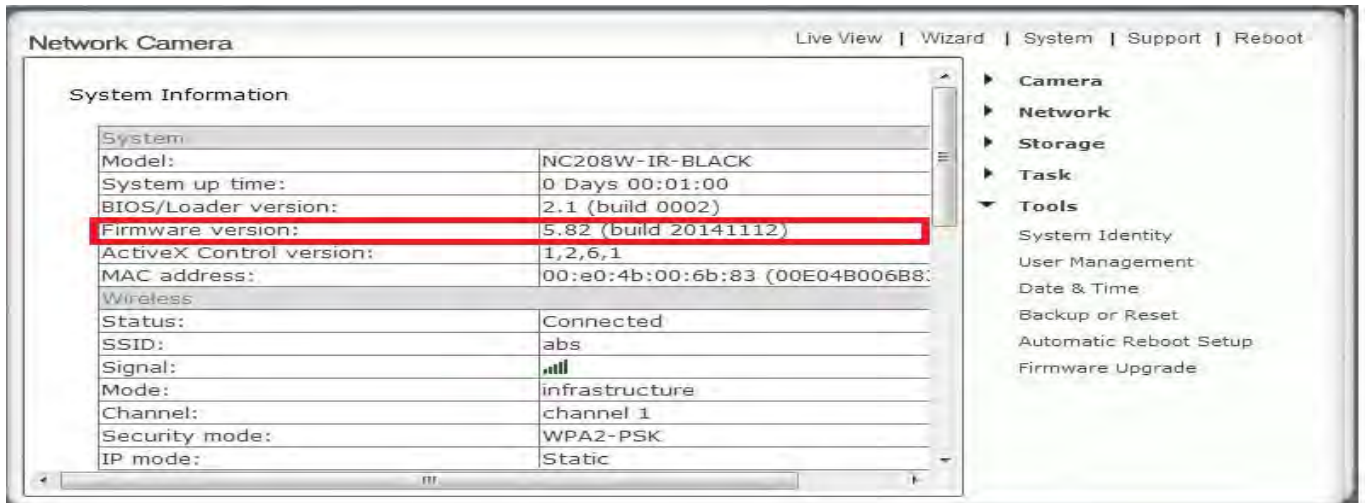 Network Camera
Live View | Wizard | System | Support | Reboot
System Information
System
Model: NC208W-IR-BLACK
System up time: 0 Days 00:01:00
BIOS/Loader version: 2.1 (build 0002)
Firmware version: 5.82 (build 20141112)
ActiveX Control version: 1,2,6,1
MAC address: 00:e0:4b:00:6b:83 (00E04B006B8
Wireless
Status: Connected
SSID: abs
Signal:
Mode: infrastructure
Channel: channel 1
Security mode: WPA2-PSK
IP mode: Static
Camera
Network
Storage
Task
Tools
System Identity
User Management
Date & Time
Backup or Reset
Automatic Reboot Setup
Firmware Upgrade